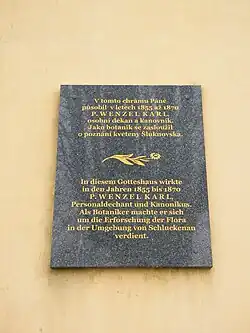 V tomto chrámu Páně
působil v letech 1855 až 1870
P. WENZEL KARL,
osobní děkan a kanovník.
Jako botanik se zasloužil
o poznání květeny Šluknovska.
In diesem Gotteshaus wirkte
in den Jahren 1855 bis 1870
P. WENZEL KARL,
Personaldechant und Kanonikus.
Als Botaniker machte er sich
um die Erforschung der Flora
in der Umgebung von Schluckenau
verdient.